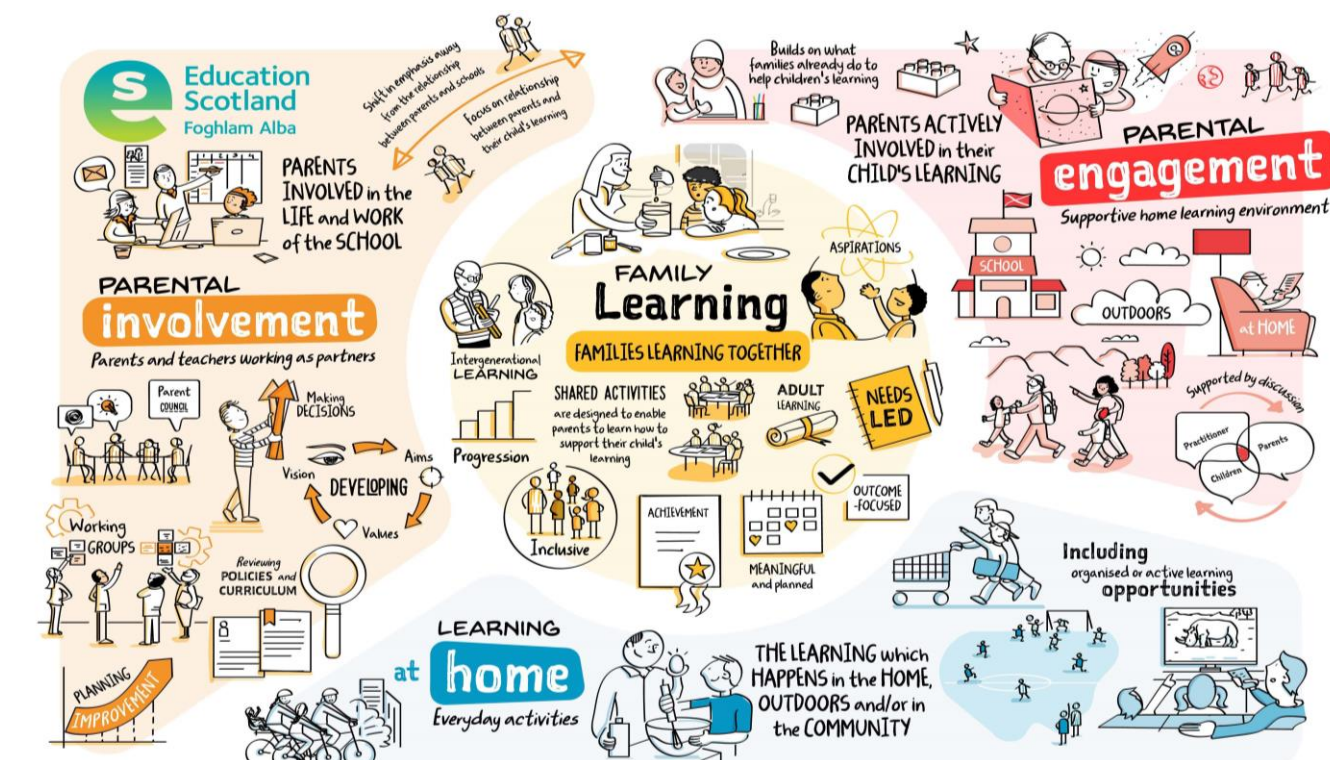 Education
Scotland
Foghlam Alba
Shift in emphasis away
from the relationship
between parents and schools
Focus on relationship
between parents and
their child's learning
PARENTS
INVOLVED in the
LIFE and WORK
of the SCHOOL
PARENTAL
involvement
Parents and teachers working as partners
Parent
COUNCIL
Making
DECISIONS
Vision
Aims
DEVELOPING
Values
Working
GROUPS
Reviewing
POLICIES and
CURRICULUM
PLANNING
IMPROVEMENT
FAMILY
Learning
FAMILIES LEARNING TOGETHER
ASPIRATIONS
Intergenerational
LEARNING
Progression
SHARED ACTIVITIES
are designed to enable
parents to learn how to
support their child's
learning
ADULT
LEARNING
NEEDS
LED
Inclusive
ACHIEVEMENT
MEANINGFUL
and planned
OUTCOME
-FOCUSED
Builds on what
families already do to
help children's learning
PARENTS ACTIVELY
INVOLVED in their
CHILD'S LEARNING
PARENTAL
engagement
Supportive home learning environment
SCHOOL
OUTDOORS
at HOME
Supported by discussion
Practitioner
Parents
Children
LEARNING
at home
Everyday activities
THE LEARNING which
HAPPENS in the HOME,
OUTDOORS and/or in
the COMMUNITY
Including
organised or active learning
opportunities